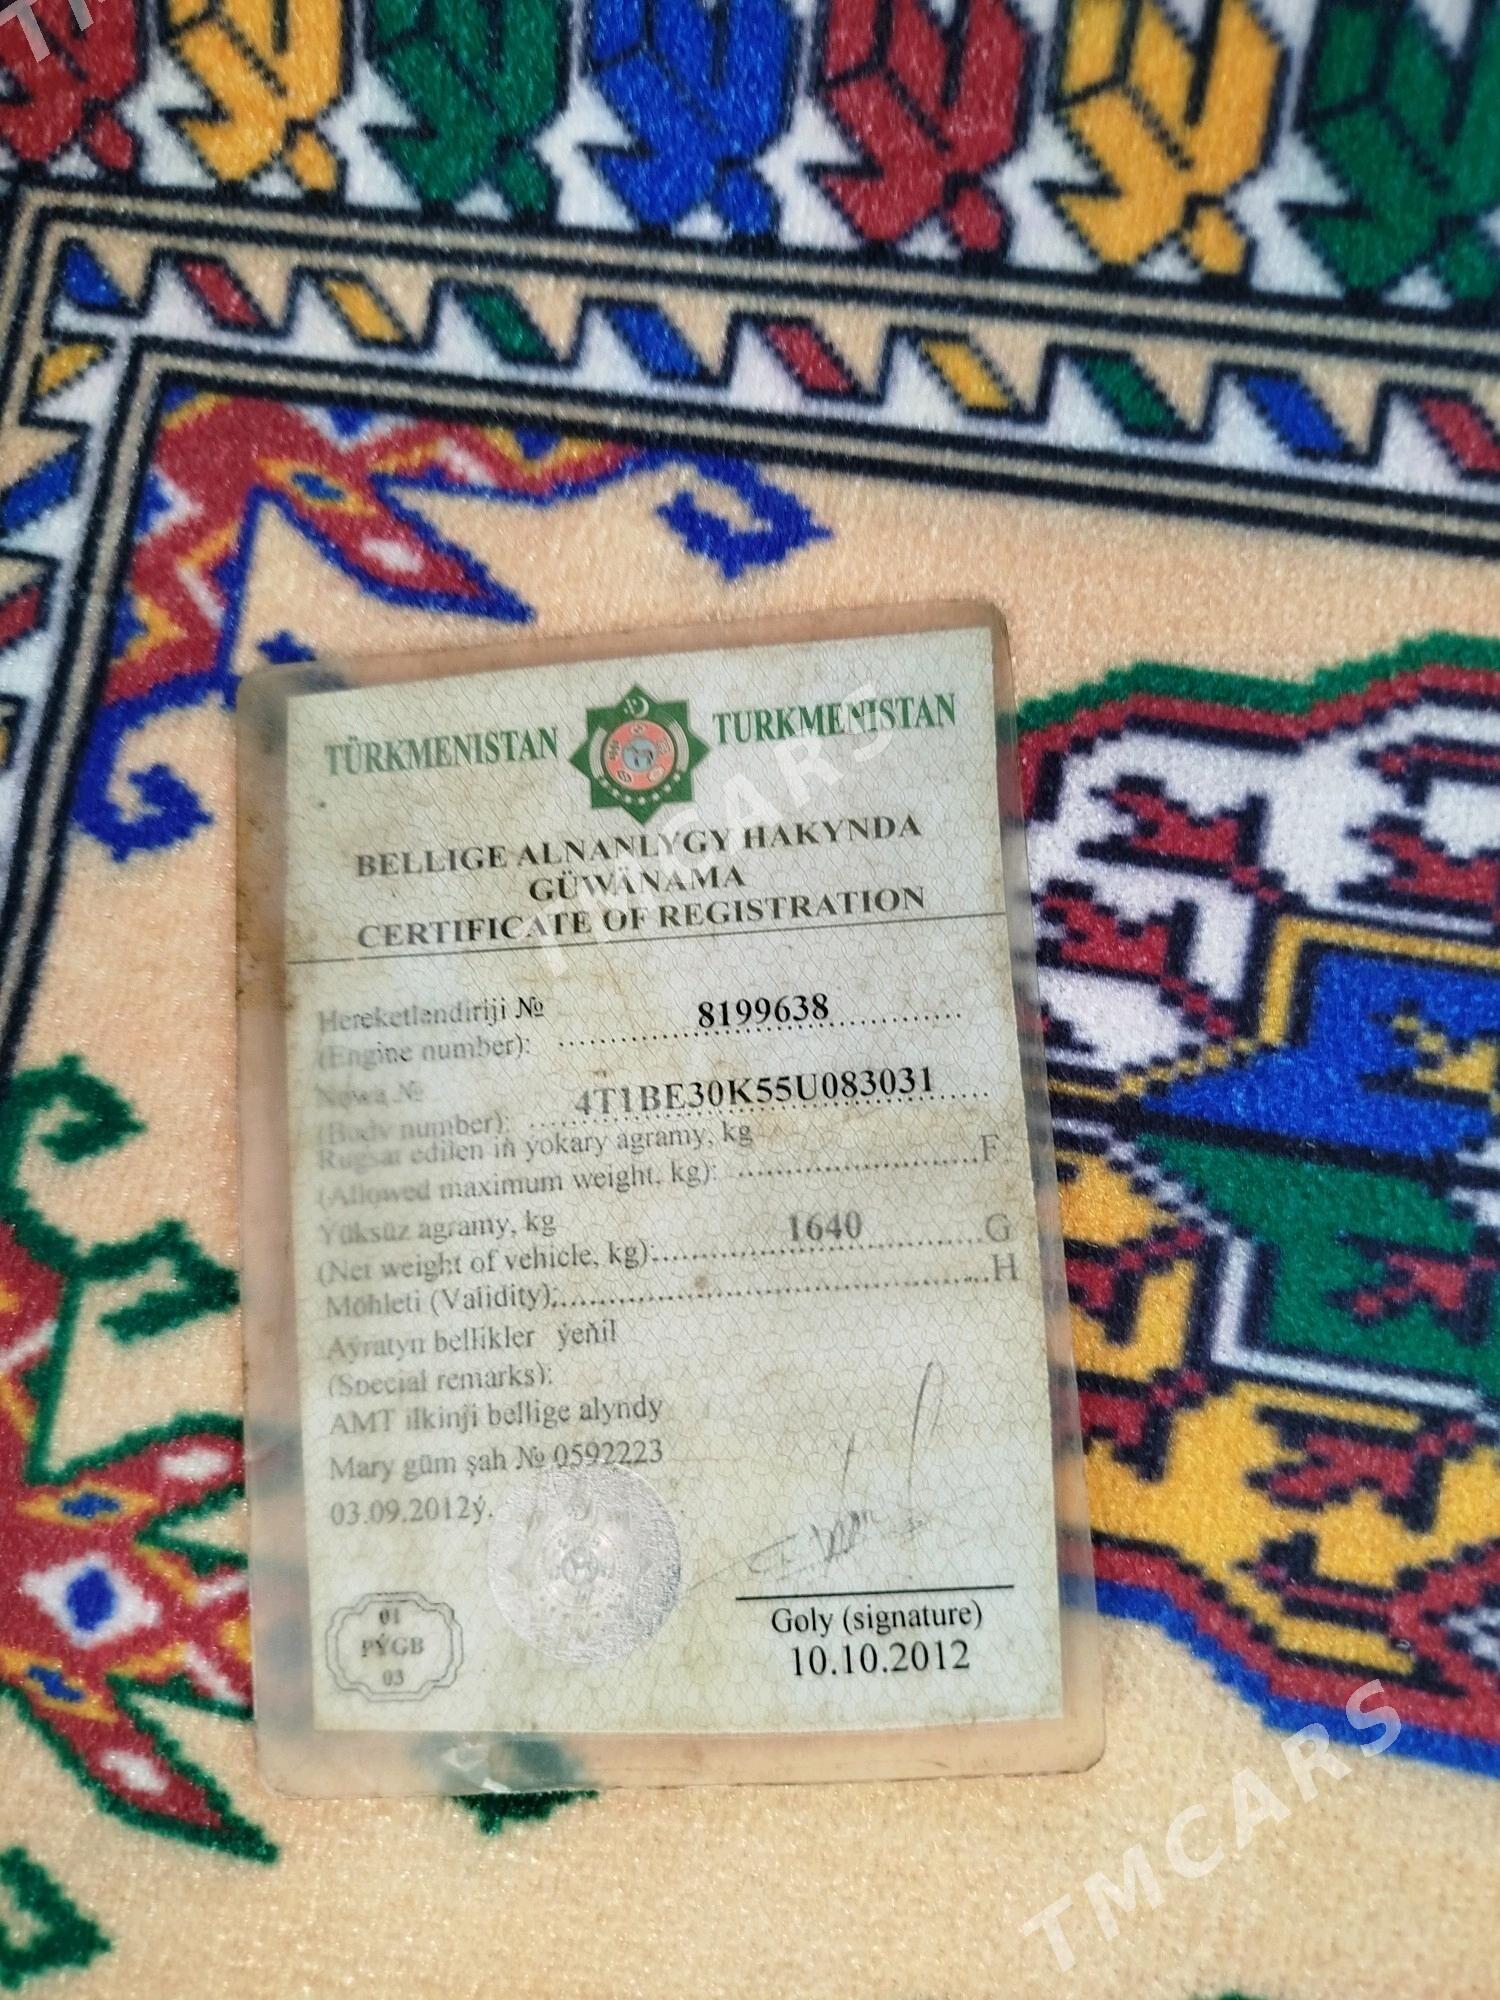 TÜRKMENISTAN TURKMENISTAN
BELLIGE ALNANLYGY HAKYNDA
GÜWÄNAMA
CERTIFICATE OF REGISTRATION
Hereketlendiriji № 8199638
(Engine number):
Nowa №
(Body number): 4T1BE30K55U083031
Rugsat edilen iň ýokary agramy, kg
(Allowed maximum weight, kg): F
Ýüksüz agramy, kg 1640
(Net weight of vehicle, kg): G
Möhleti (Validity): H
Aýratyn bellikler ýeňil
(Special remarks):
AMT ilkinji bellige alyndy
Mary güm şah № 0592223
03.09.2012ý.
01
PÝGB
03
Goly (signature)
10.10.2012
TMCARS
TMCARS